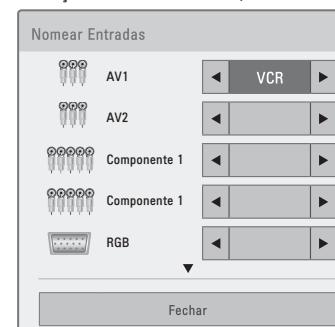 Nomear Entradas
AV1 VCR
AV2
Componente 1
Componente 1
RGB
Fechar